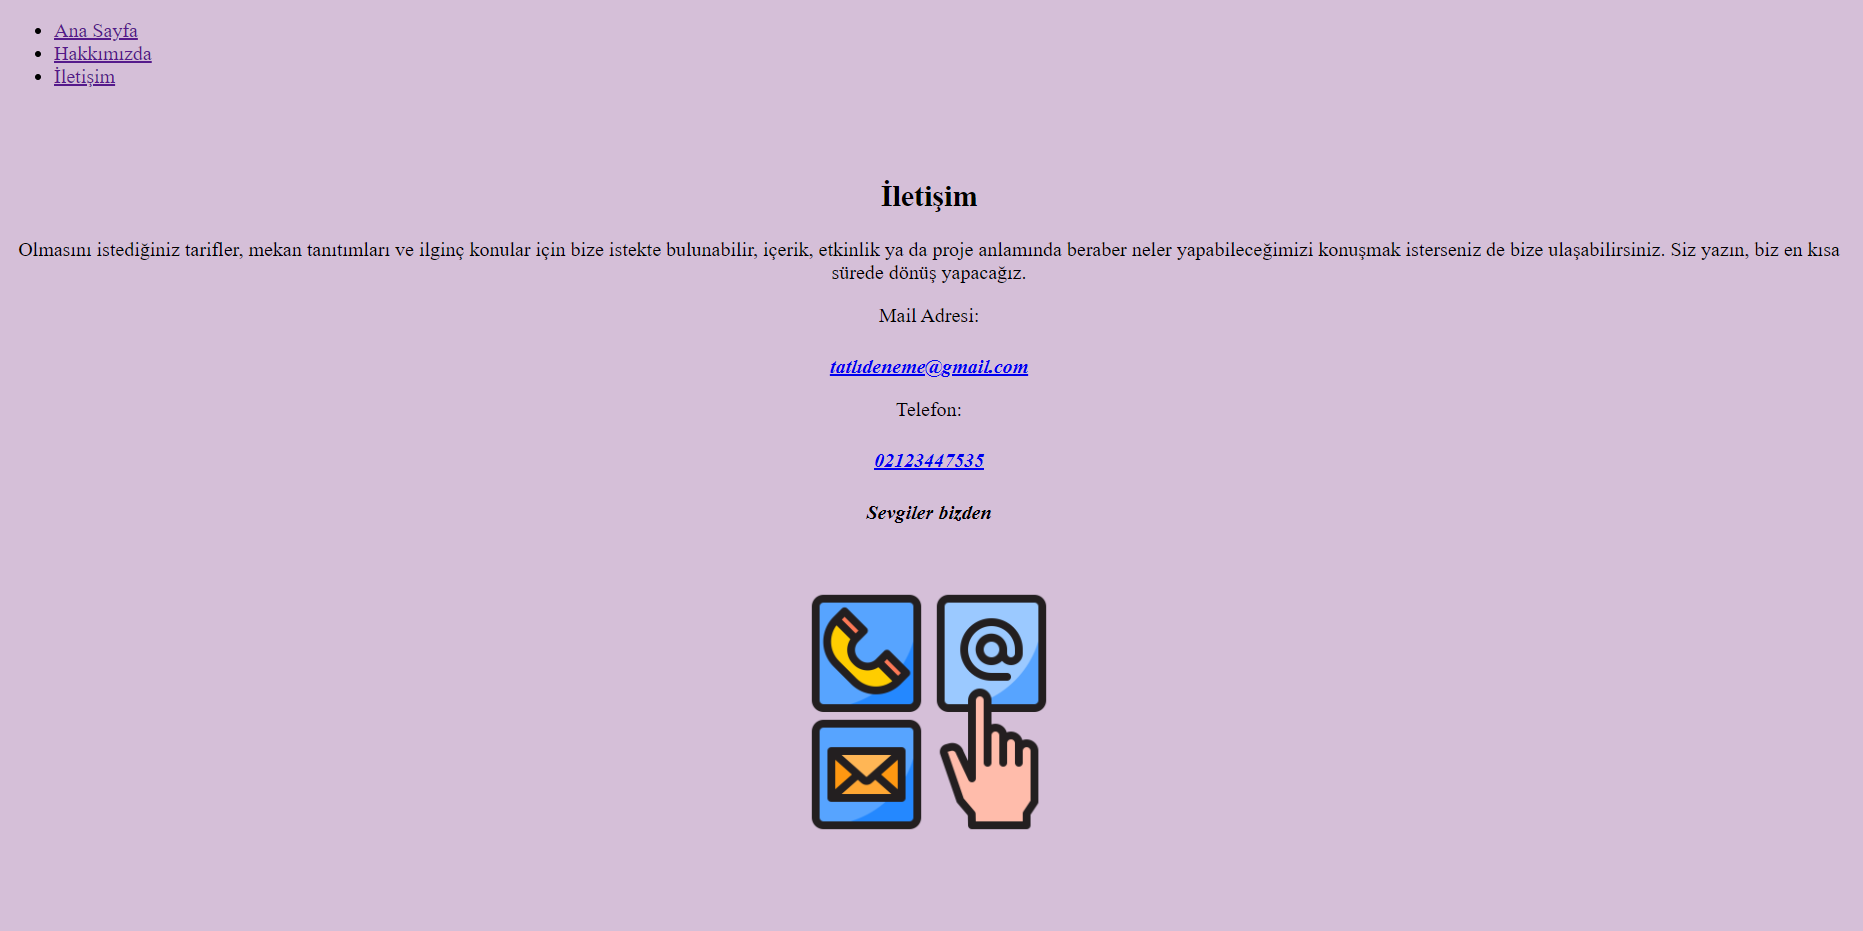 Ana Sayfa
Hakkımızda
İletişim
İletişim
Olmasını istediğiniz tarifler, mekan tanıtımları ve ilginç konular için bize istekte bulunabilir, içerik, etkinlik ya da proje anlamında beraber neler yapabileceğimizi konuşmak isterseniz de bize ulaşabilirsiniz. Siz yazın, biz en kısa
sürede dönüş yapacağız.
Mail Adresi:
tatlıdeneme@gmail.com
Telefon:
02123447535
Sevgiler bizden
@